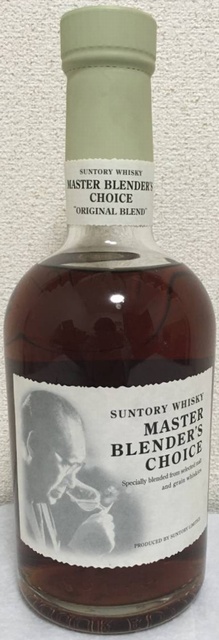 SUNTORY WHISKY
MASTER BLENDER'S
CHOICE
"ORIGINAL BLEND"
SUNTORY WHISKY
MASTER
BLENDER'S
CHOICE
Specially blended from selected malt
and grain whiskies
PRODUCED BY SUNTORY LIMITED